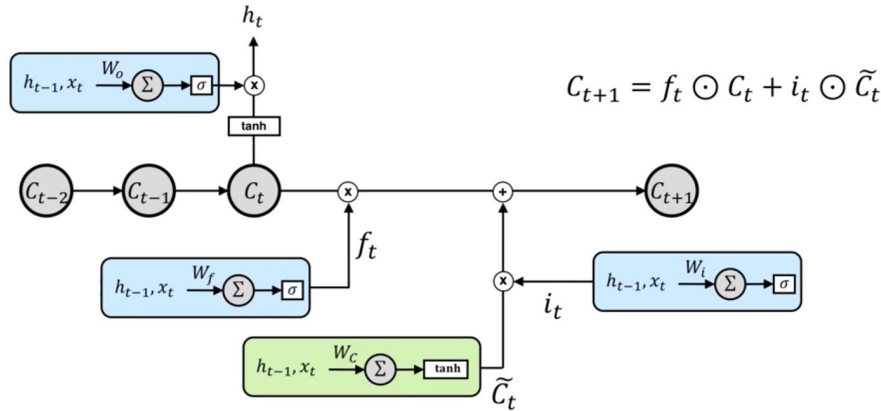 h_t
h_{t-1}, x_t W_o Σ σ x
tanh
C_{t+1} = f_t ⊙ C_t + i_t ⊙ C̃_t
C_{t-2} C_{t-1} C_t x + C_{t+1}
f_t
h_{t-1}, x_t W_f Σ σ
x
i_t
h_{t-1}, x_t W_i Σ σ
h_{t-1}, x_t W_C Σ tanh
C̃_t